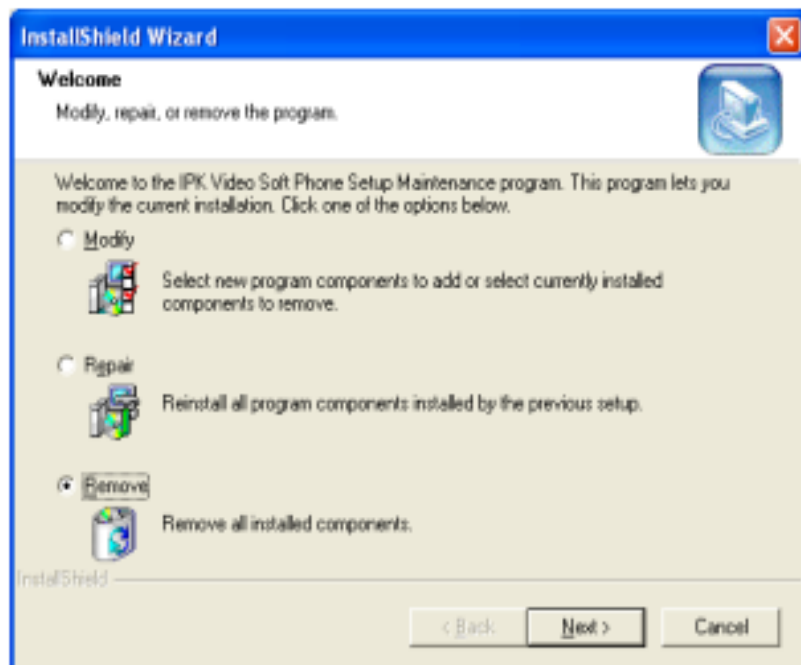 InstallShield Wizard
Welcome
Modify, repair, or remove the program.
Welcome to the IPK Video Soft Phone Setup Maintenance program. This program lets you
modify the current installation. Click one of the options below.
Modify
Select new program components to add or select currently installed
components to remove.
Repair
Reinstall all program components installed by the previous setup.
Remove
Remove all installed components.
InstallShield
< Back Next > Cancel